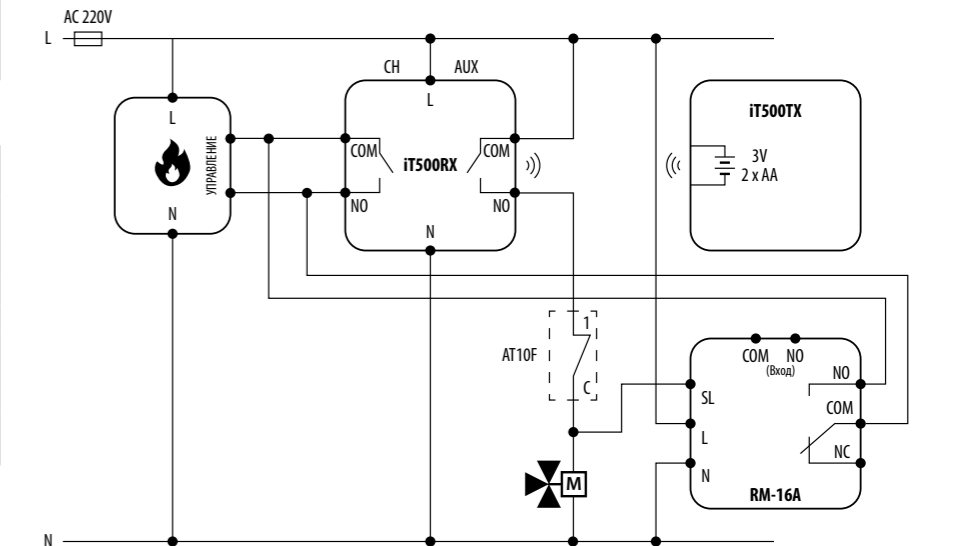 AC 220V
L
CH AUX
L
L
iT500TX
УПРАВЛЕНИЕ
COM iT500RX COM
3V
2 x AA
N
NO NO
N
1
AT10F
C
COM NO
(Вход)
NO
SL
COM
L
NC
N
M
RM-16A
N